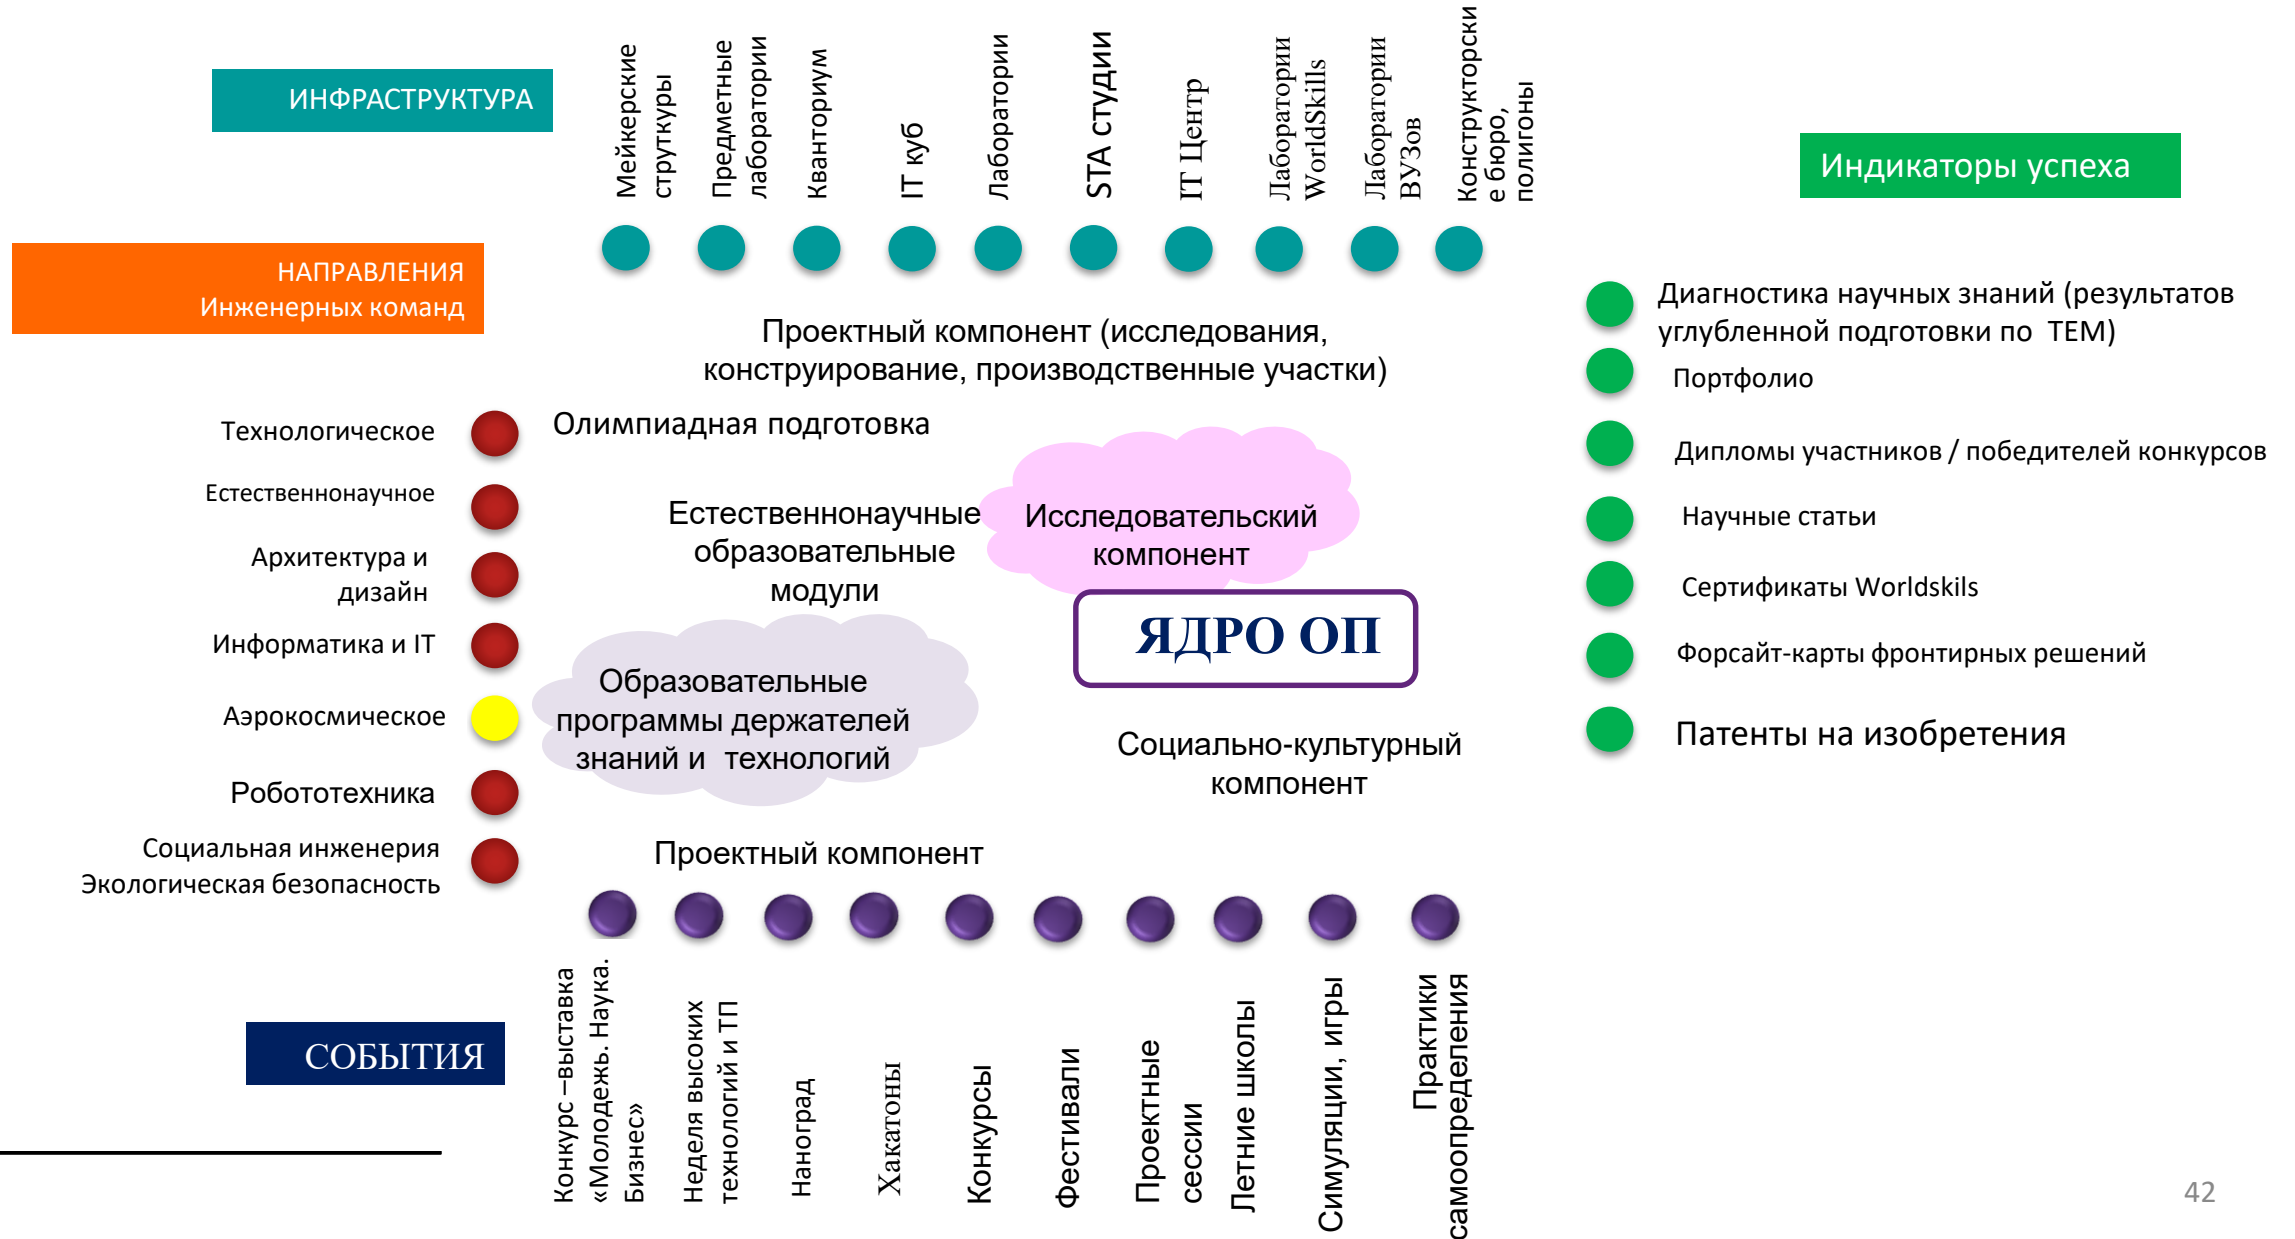 ИНФРАСТРУКТУРА
Мейкерские
струткуры
Предметные
лаборатории
Кванториум
IT куб
Лаборатории
STA студии
IT Центр
Лаборатории
WorldSkills
Лаборатории
ВУЗов
Конструкторски
е бюро,
полигоны
Индикаторы успеха
НАПРАВЛЕНИЯ
Инженерных команд
Диагностика научных знаний (результатов
углубленной подготовки по ТЕМ)
Портфолио
Дипломы участников / победителей конкурсов
Научные статьи
Сертификаты Worldskils
Форсайт-карты фронтирных решений
Патенты на изобретения
Проектный компонент (исследования,
конструирование, производственные участки)
Технологическое
Естественнонаучное
Архитектура и
дизайн
Информатика и IT
Аэрокосмическое
Робототехника
Социальная инженерия
Экологическая безопасность
Олимпиадная подготовка
Естественнонаучные
образовательные
модули
Исследовательский
компонент
ЯДРО ОП
Образовательные
программы держателей
знаний и технологий
Социально-культурный
компонент
Проектный компонент
СОБЫТИЯ
Конкурс –выставка
«Молодежь. Наука.
Бизнес»
Неделя высоких
технологий и ТП
Наноград
Хакатоны
Конкурсы
Фестивали
Проектные
сессии
Летние школы
Симуляции, игры
Практики
самоопределения
42